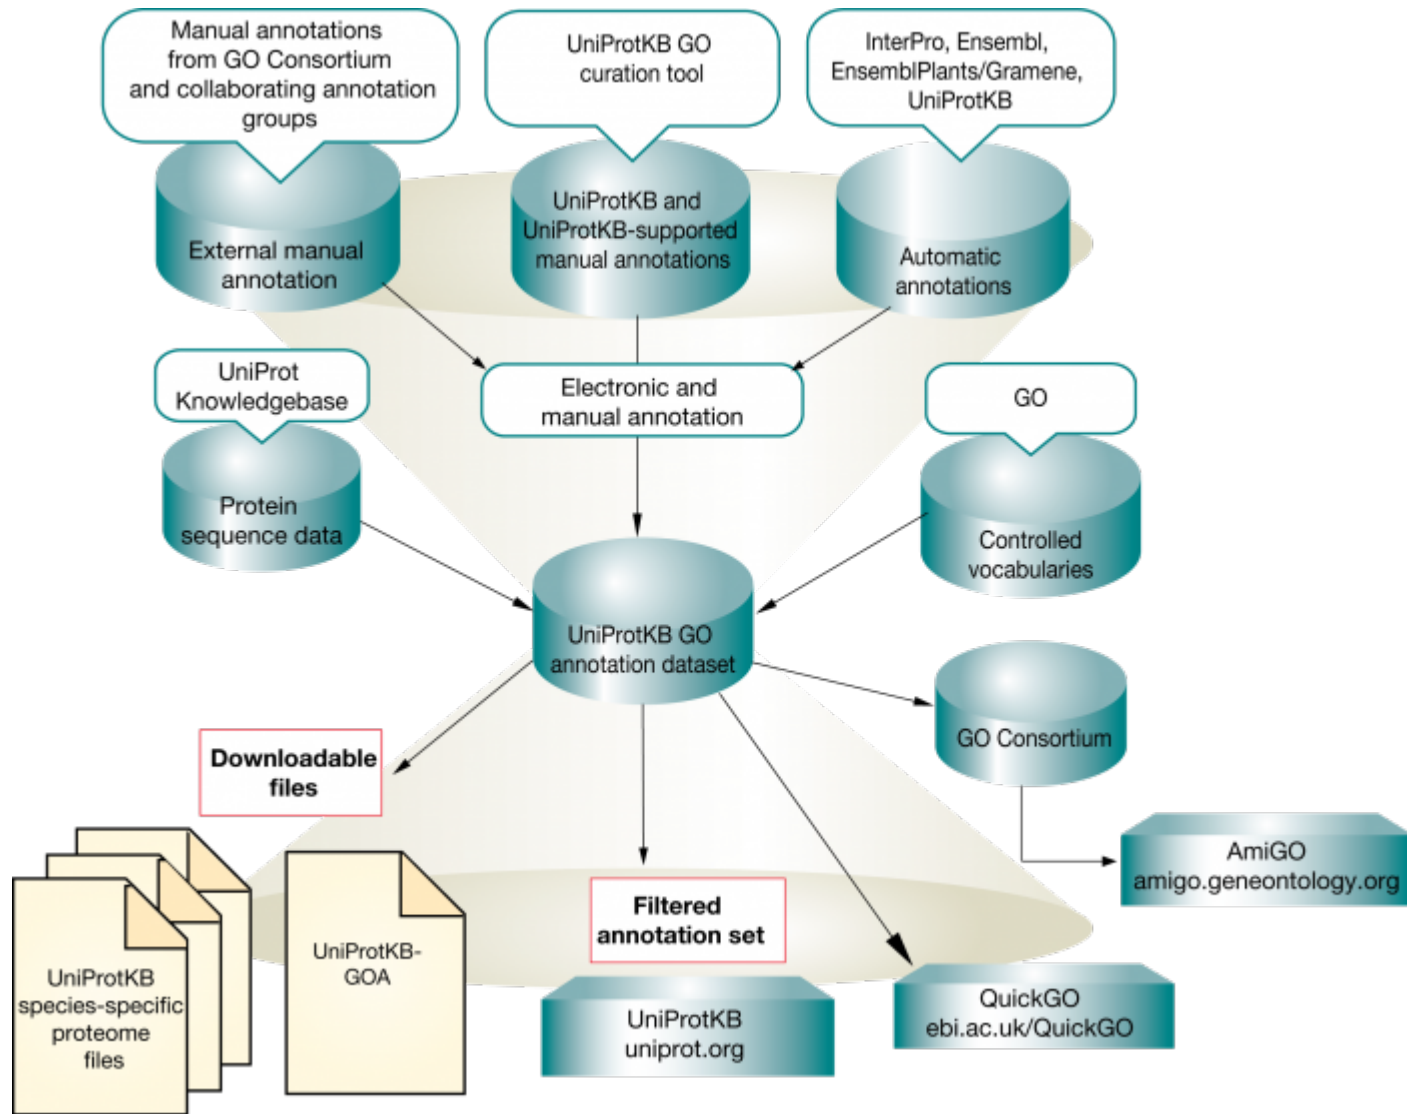 Manual annotations
from GO Consortium
and collaborating annotation
groups
UniProtKB GO
curation tool
InterPro, Ensembl,
EnsemblPlants/Gramene,
UniProtKB
External manual
annotation
UniProtKB and
UniProtKB-supported
manual annotations
Automatic
annotations
UniProt
Knowledgebase
Electronic and
manual annotation
GO
Protein
sequence data
Controlled
vocabularies
UniProtKB GO
annotation dataset
GO Consortium
Downloadable
files
AmiGO
amigo.geneontology.org
UniProtKB
species-specific
proteome
files
UniProtKB-
GOA
Filtered
annotation set
UniProtKB
uniprot.org
QuickGO
ebi.ac.uk/QuickGO